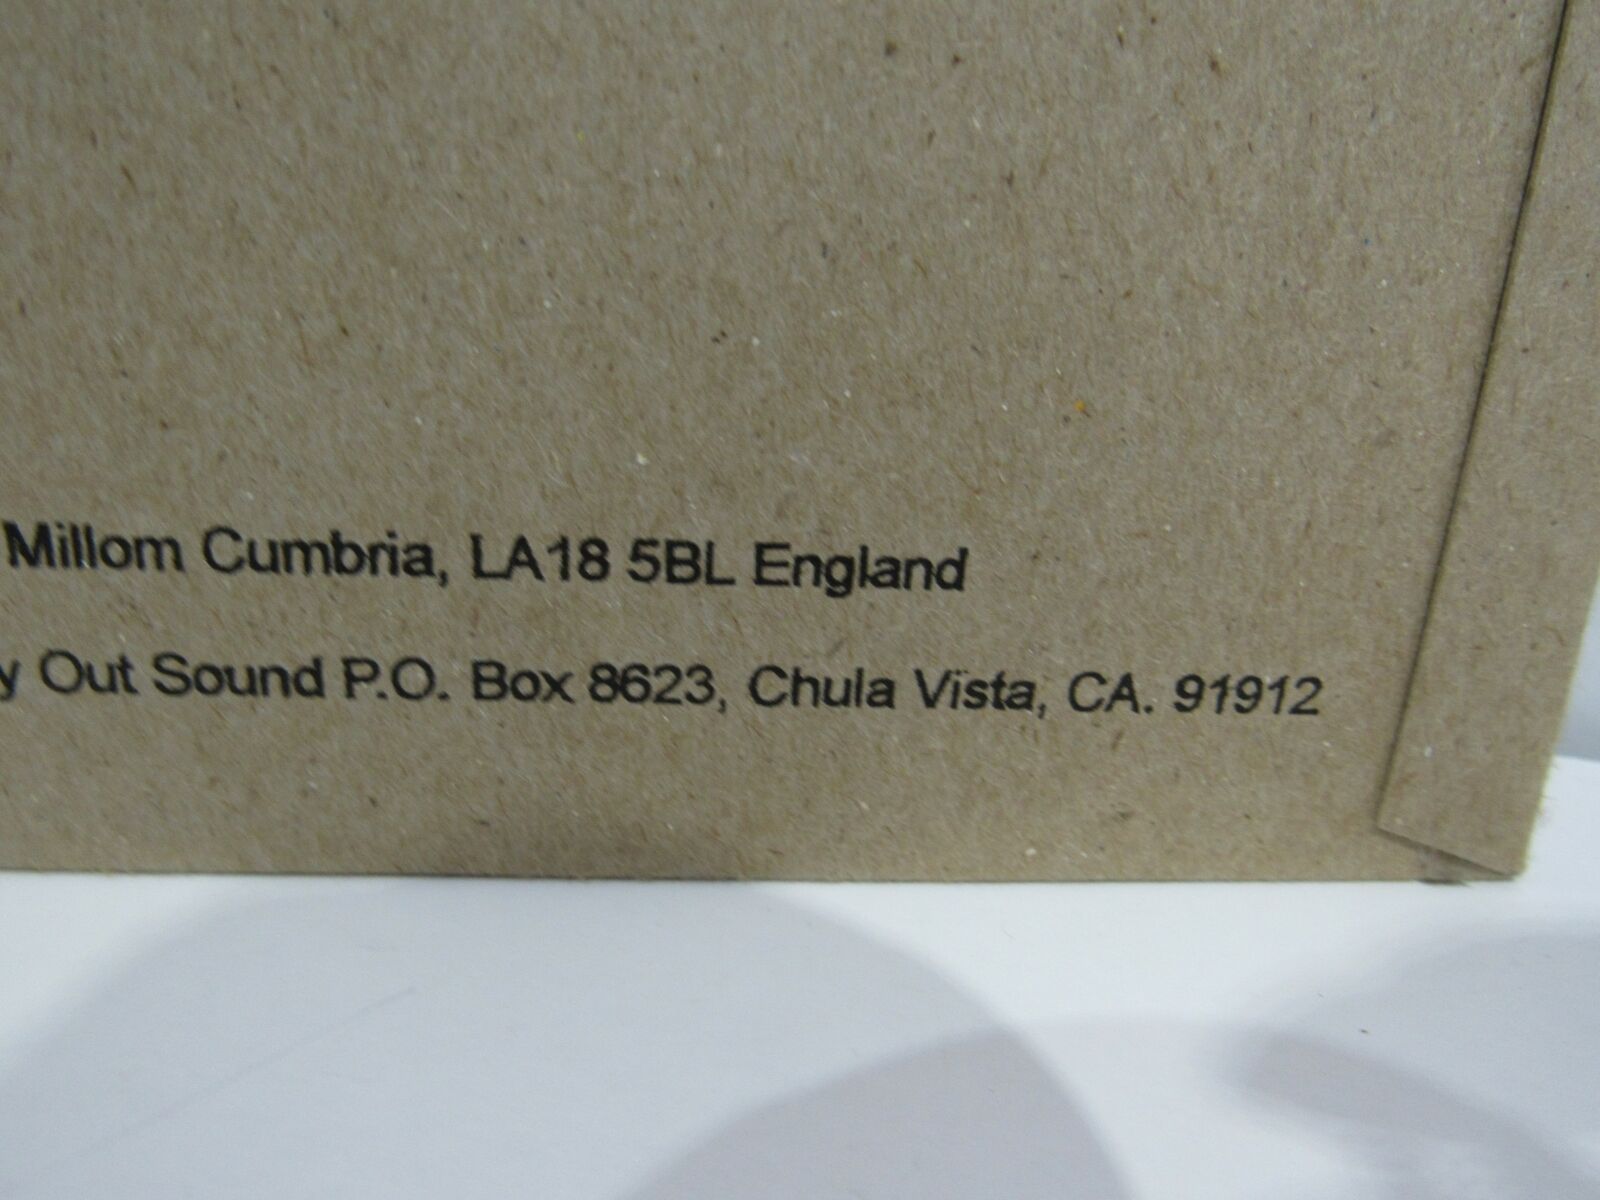 Millom Cumbria, LA18 5BL England
Out Sound P.O. Box 8623, Chula Vista, CA. 91912